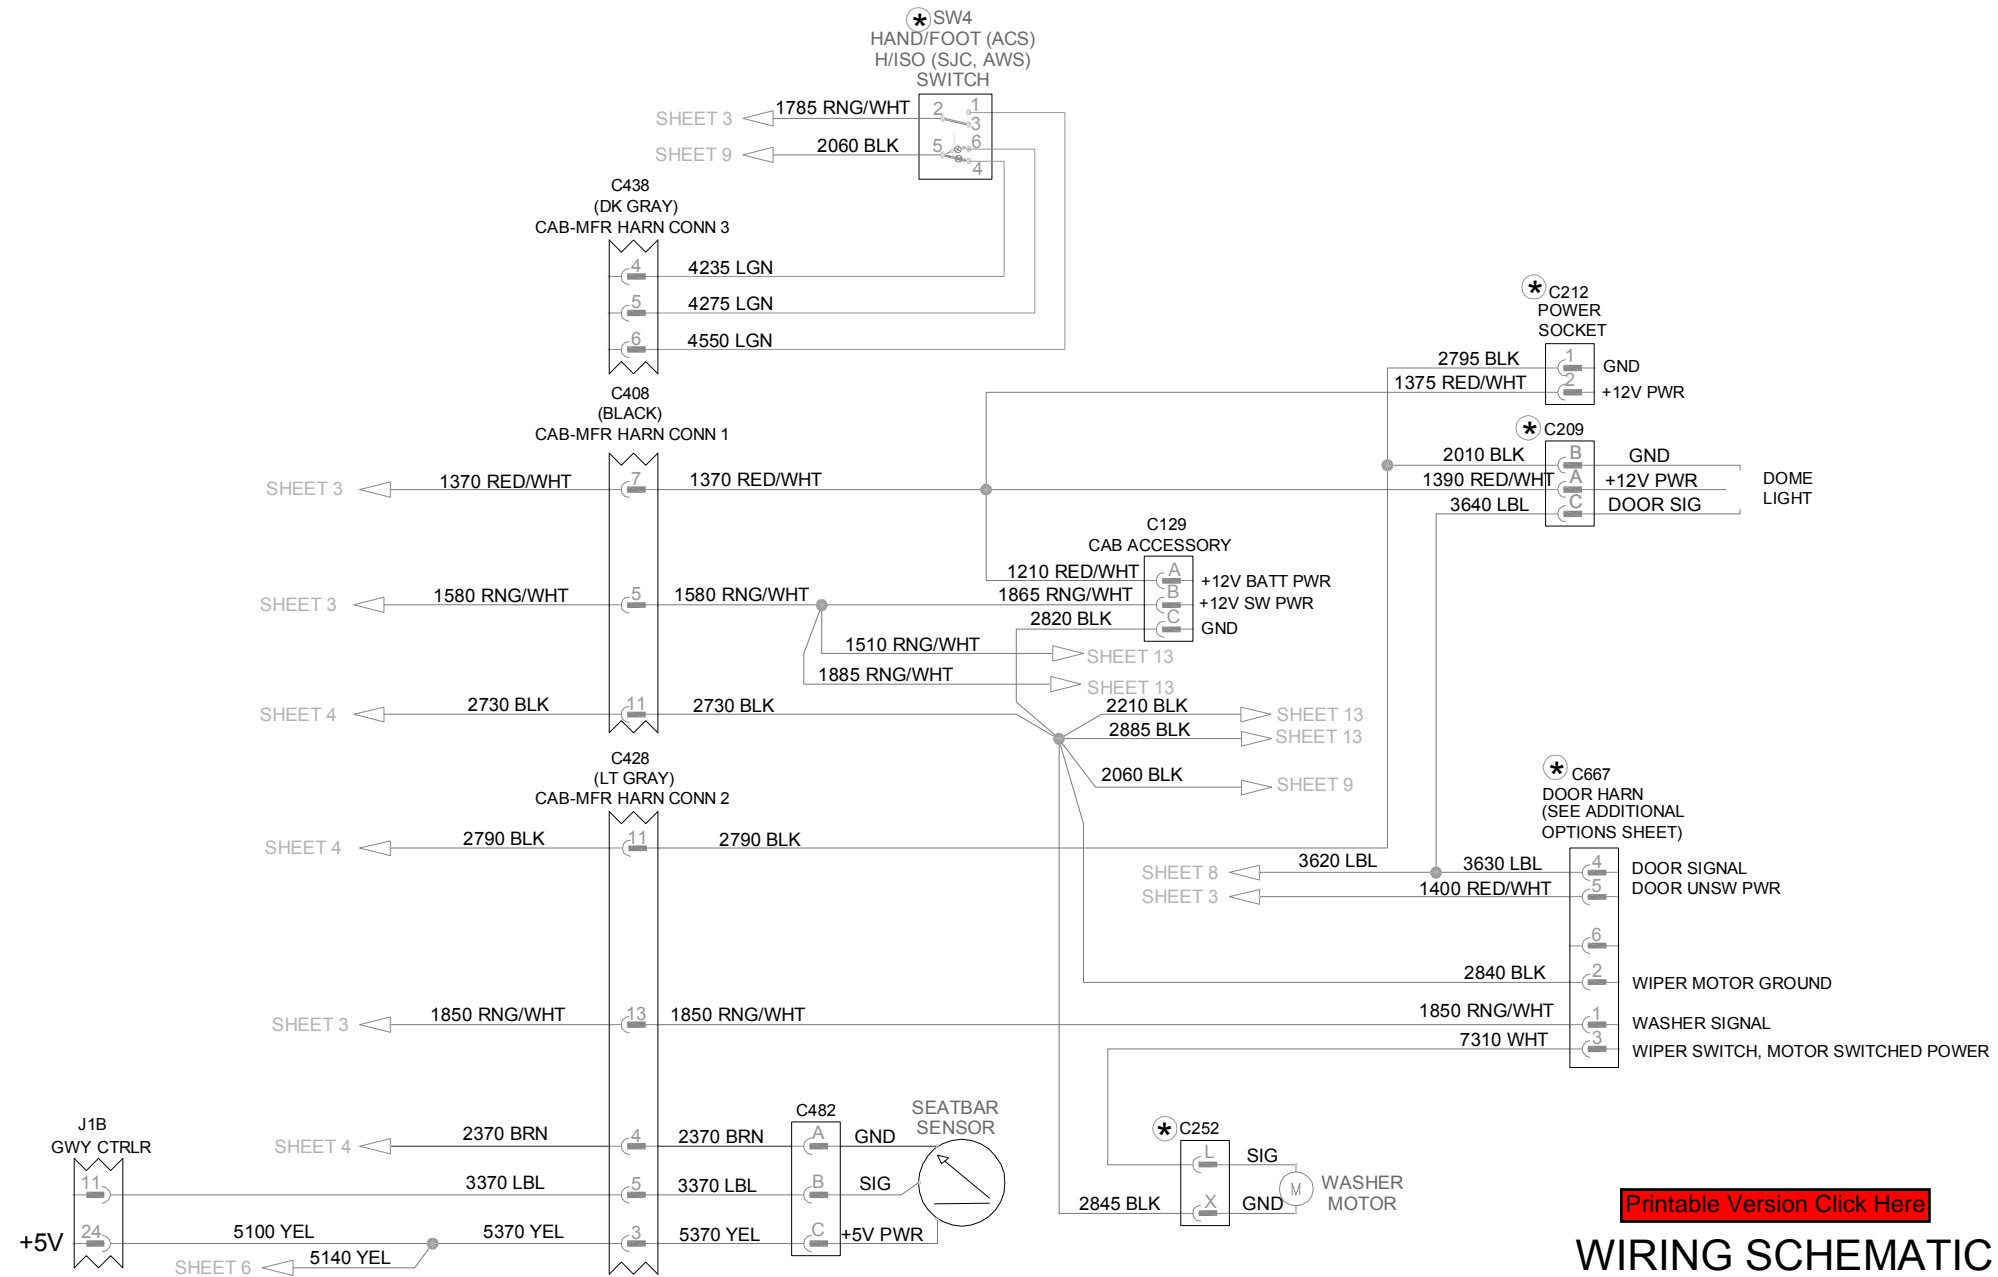 * SW4
HAND/FOOT (ACS)
H/ISO (SJC, AWS)
SWITCH
SHEET 3
1785 RNG/WHT
2
1
3
SHEET 9
2060 BLK
5
6
4
C438
(DK GRAY)
CAB-MFR HARN CONN 3
4
4235 LGN
5
4275 LGN
6
4550 LGN
* C212
POWER
SOCKET
2795 BLK
1
GND
1375 RED/WHT
2
+12V PWR
C408
(BLACK)
CAB-MFR HARN CONN 1
* C209
2010 BLK
B
GND
SHEET 3
1370 RED/WHT
7
1370 RED/WHT
1390 RED/WHT
A
+12V PWR
3640 LBL
C
DOOR SIG
DOME
LIGHT
C129
CAB ACCESSORY
1210 RED/WHT
A
+12V BATT PWR
SHEET 3
1580 RNG/WHT
5
1580 RNG/WHT
1865 RNG/WHT
B
+12V SW PWR
2820 BLK
C
GND
1510 RNG/WHT
SHEET 13
1885 RNG/WHT
SHEET 13
SHEET 4
2730 BLK
11
2730 BLK
2210 BLK
SHEET 13
2885 BLK
SHEET 13
2060 BLK
SHEET 9
C428
(LT GRAY)
CAB-MFR HARN CONN 2
* C667
DOOR HARN
(SEE ADDITIONAL
OPTIONS SHEET)
SHEET 4
2790 BLK
11
2790 BLK
SHEET 8
3620 LBL
3630 LBL
4
DOOR SIGNAL
SHEET 3
1400 RED/WHT
5
DOOR UNSW PWR
6
2840 BLK
2
WIPER MOTOR GROUND
SHEET 3
1850 RNG/WHT
13
1850 RNG/WHT
1850 RNG/WHT
1
WASHER SIGNAL
7310 WHT
3
WIPER SWITCH, MOTOR SWITCHED POWER
J1B
GWY CTRLR
C482
SEATBAR
SENSOR
* C252
SHEET 4
2370 BRN
4
2370 BRN
A
GND
L
SIG
11
3370 LBL
5
3370 LBL
B
SIG
M
WASHER
MOTOR
2845 BLK
X
GND
+5V
24
5100 YEL
5370 YEL
3
5370 YEL
C
+5V PWR
SHEET 6
5140 YEL
Printable Version Click Here
WIRING SCHEMATIC